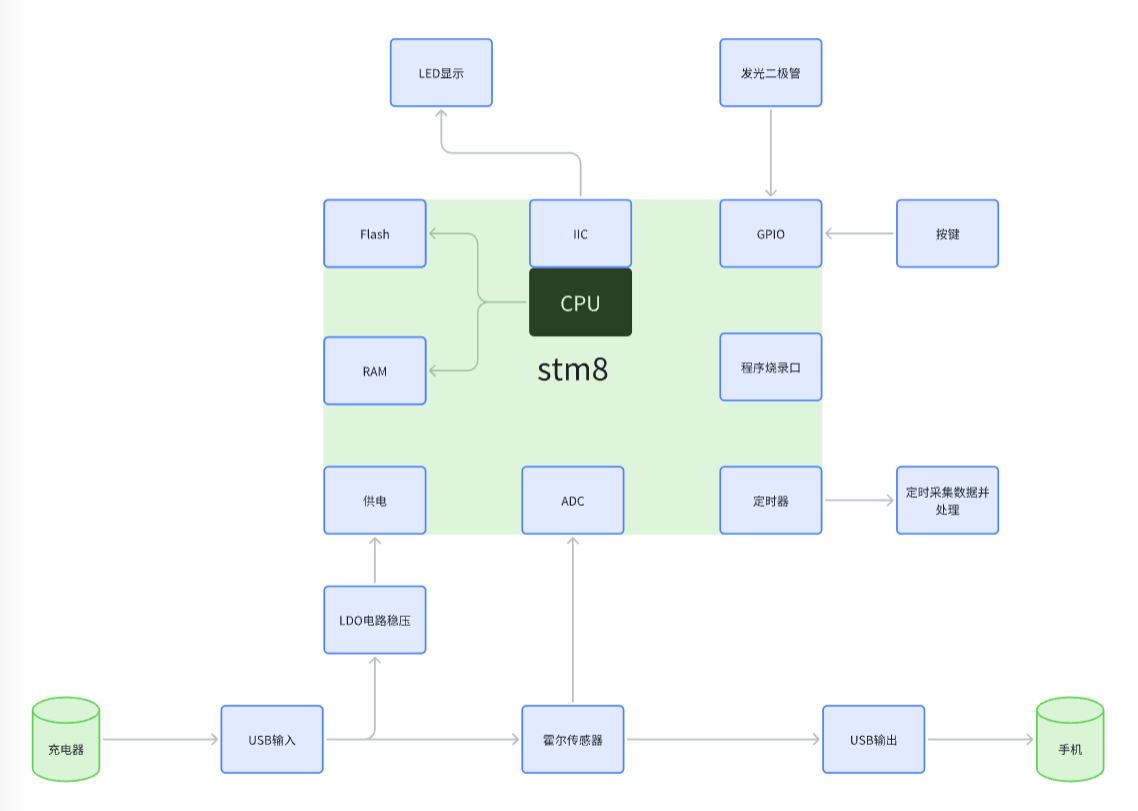 LED显示
发光二极管
Flash
IIC
GPIO
按键
CPU
stm8
RAM
程序烧录口
供电
ADC
定时器
定时采集数据并
处理
LDO电路稳压
充电器
USB输入
霍尔传感器
USB输出
手机